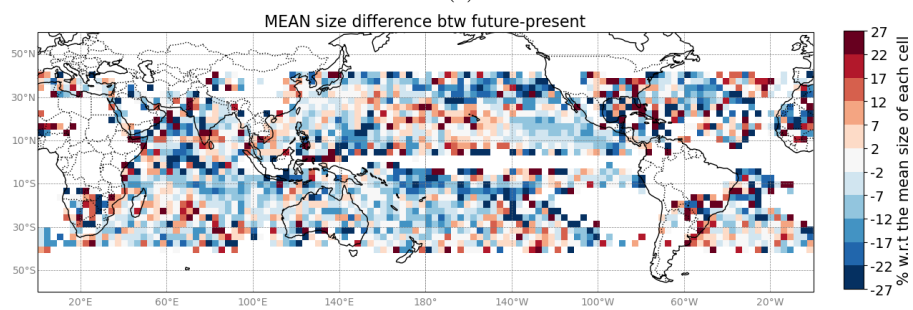 MEAN size difference btw future-present
50°N
30°N
10°N
10°S
30°S
50°S
20°E
60°E
100°E
140°E
180°
140°W
100°W
60°W
20°W
27
22
17
12
7
2
-2
-7
-12
-17
-22
-27
% w.r.t the mean size of each cell